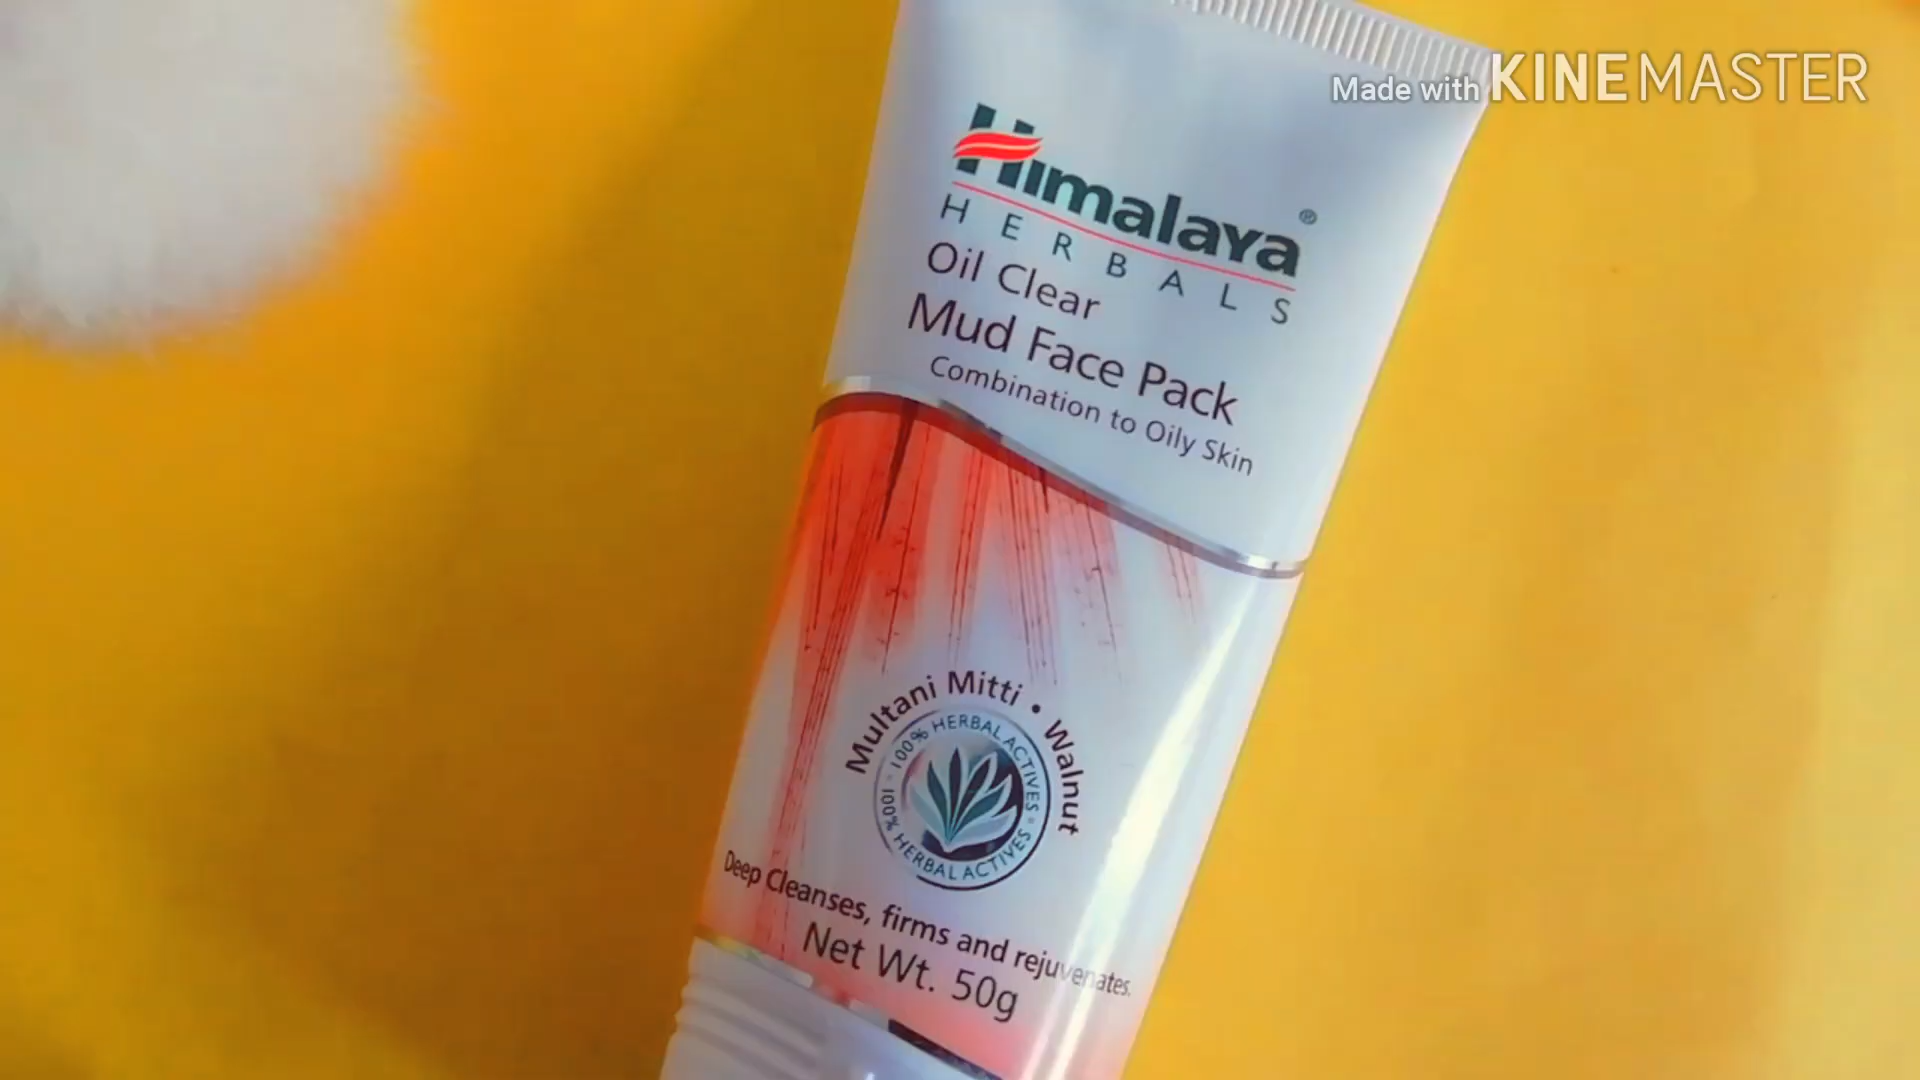 Made with KINEMASTER
Himalaya®
HERBALS
Oil Clear
Mud Face Pack
Combination to Oily Skin
Multani Mitti • Walnut
100% HERBAL ACTIVES
100% HERBAL ACTIVES
Deep Cleanses, firms and rejuvenates.
Net Wt. 50g